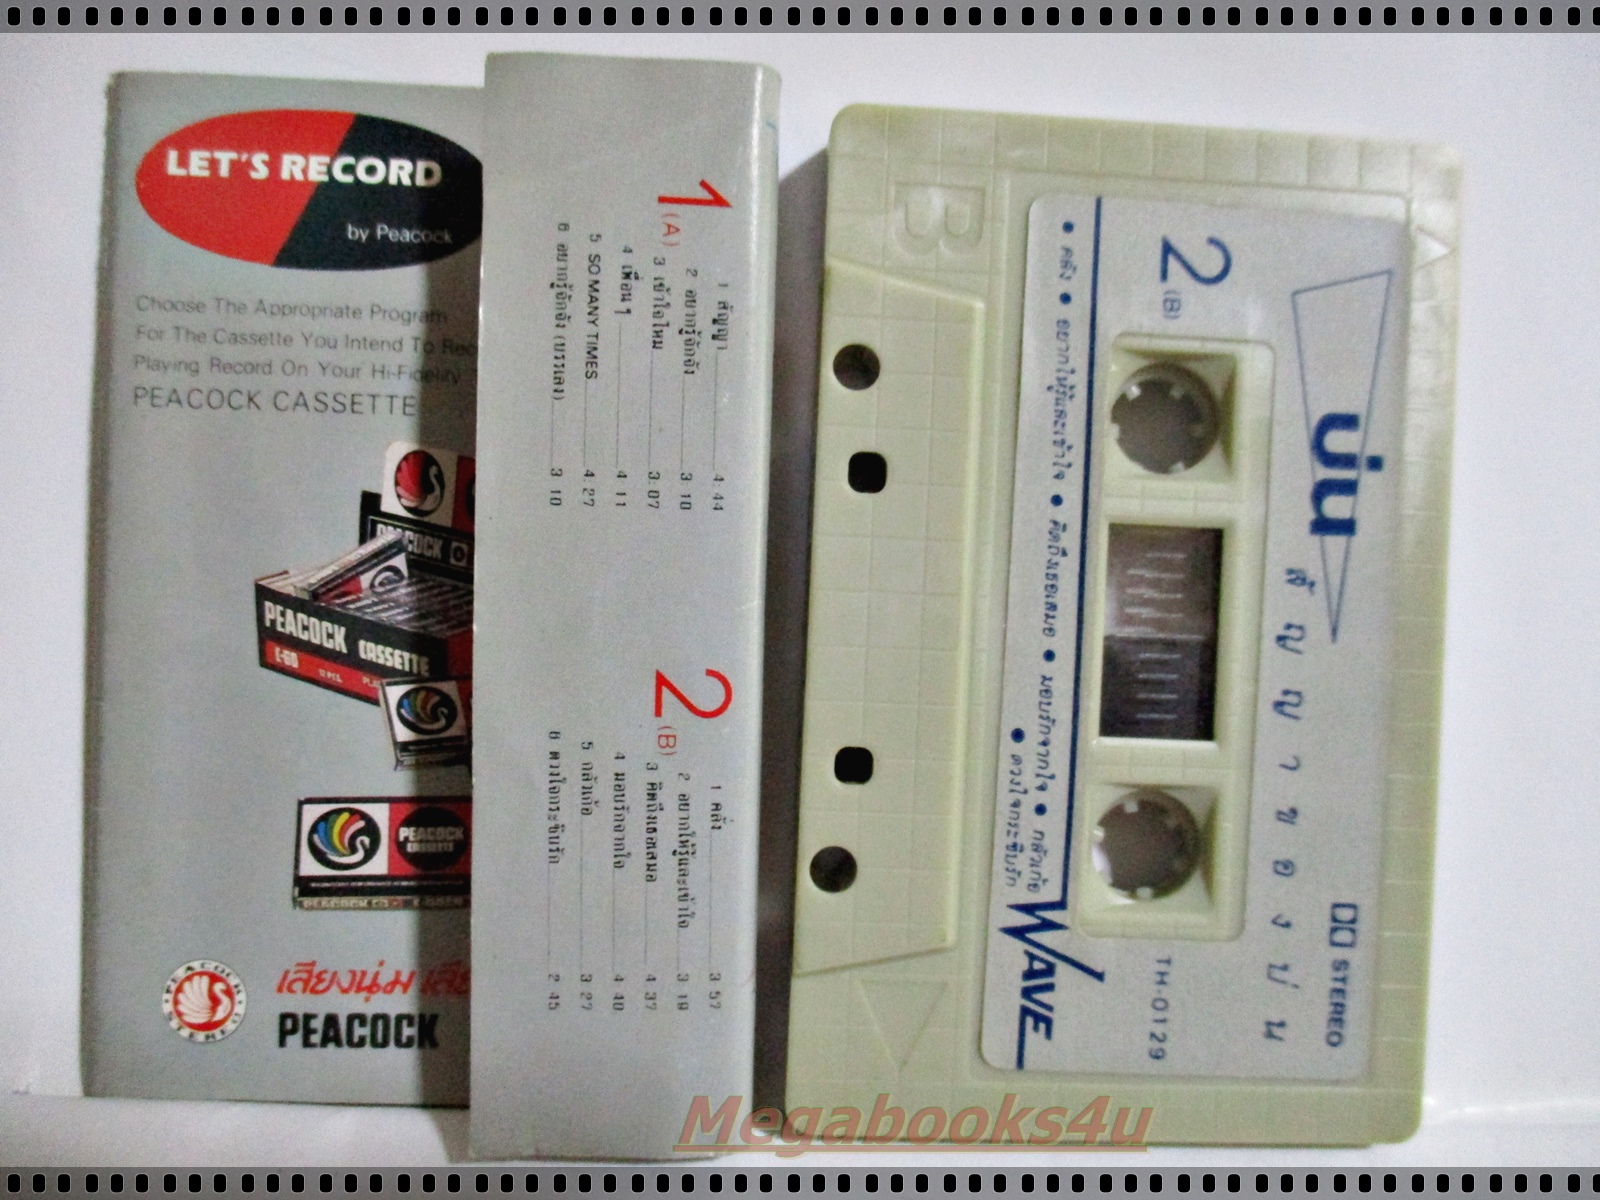 LET'S RECORD
by Peacock
Choose The Appropriate Program
For The Cassette You Intend To Rec
Playing Record On Your Hi-Fidelity
PEACOCK CASSETTE
PEACOCK
PEACOCK CASSETTE
C-60
PEACOCK
CASSETTE
PEACOCK STEREO
เสียงนุ่ม เสีย
PEACOCK
1 (A)
1 สัญญา 4:44
2 อยากรู้จักจัง 3:10
3 เข้าใจไหม 3:07
4 เพื่อนๆ 4:11
5 SO MANY TIMES 4:27
6 อยากรู้จักจัง (บรรเลง) 3:10
2 (B)
1 คลั่ง 3:57
2 อยากให้รู้และเข้าใจ 3:19
3 คิดถึงเธอเสมอ 4:37
4 มอบรักจากใจ 4:40
5 กลัวเก้อ 3:27
6 ดวงใจกระซิบรัก 2:45
B
ปุ่น
สัญญาของปุ่น
STEREO
2 (B)
TH-0129
• คลั่ง • อยากให้รู้และเข้าใจ • คิดถึงเธอเสมอ • มอบรักจากใจ • กลัวเก้อ
• ดวงใจกระซิบรัก
WAVE
Megabooks4u